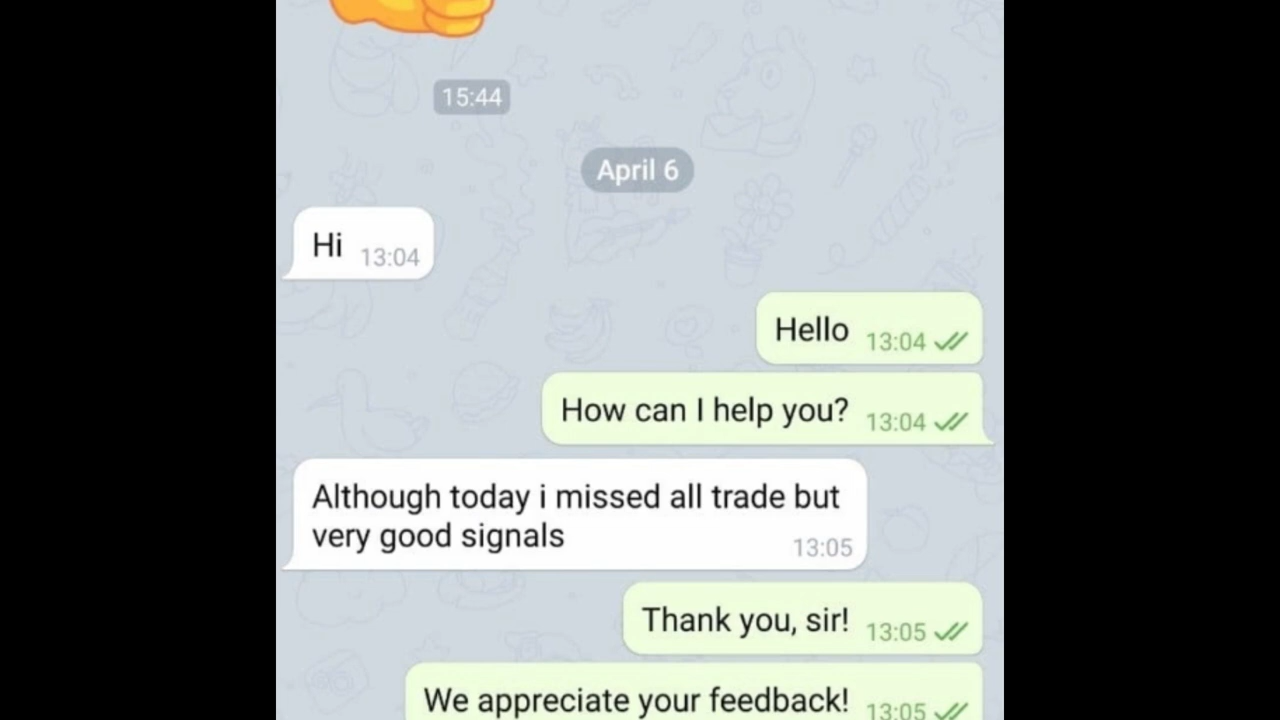 15:44
April 6
Hi 13:04
Hello 13:04
How can I help you? 13:04
Although today i missed all trade but
very good signals 13:05
Thank you, sir! 13:05
We appreciate your feedback! 13:05